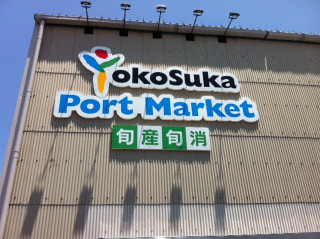 YokoSuka
Port Market
旬産旬消